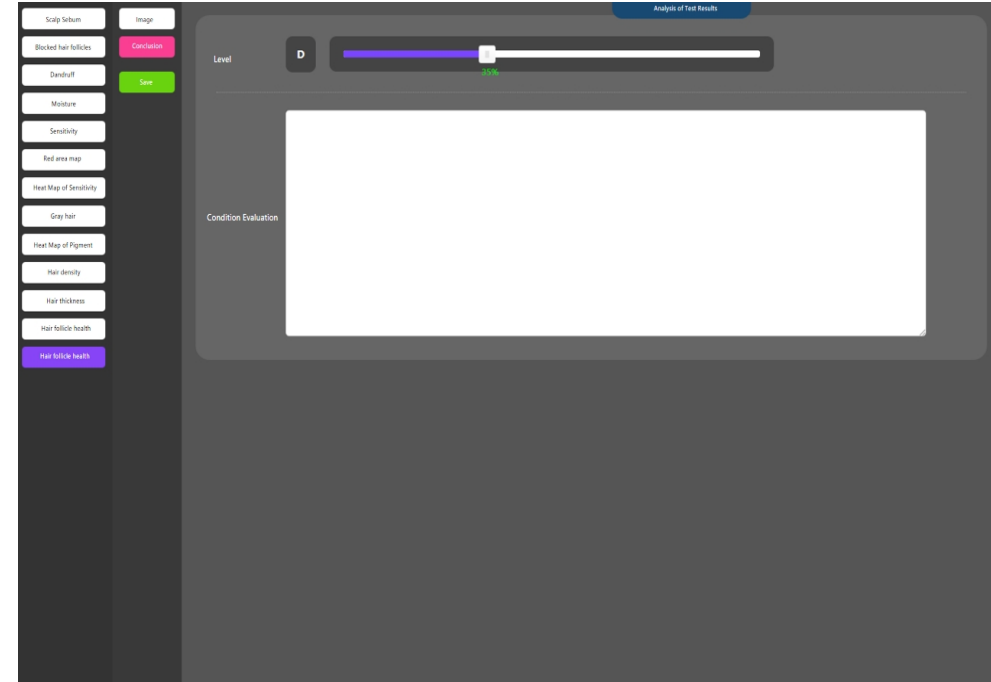 Analysis of Test Results
Scalp Sebum
Blocked hair follicles
Dandruff
Moisture
Sensitivity
Red area map
Heat Map of Sensitivity
Gray hair
Heat Map of Pigment
Hair density
Hair thickness
Hair follicle health
Hair follicle health
Image
Conclusion
Save
Level
D
35%
Condition Evaluation